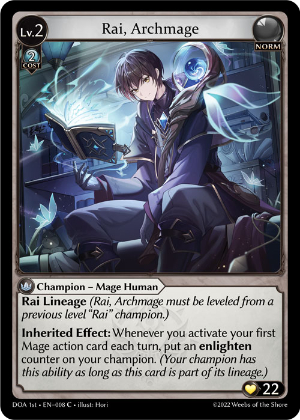 Lv.2
Rai, Archmage
NORM
2
COST
Champion – Mage Human
Rai Lineage (Rai, Archmage must be leveled from a
previous level "Rai" champion.)
Inherited Effect: Whenever you activate your first
Mage action card each turn, put an enlighten
counter on your champion. (Your champion has
this ability as long as this card is part of its lineage.)
DOA 1st • EN-008 C • illust: Hori
22
©2022 Weebs of the Shore